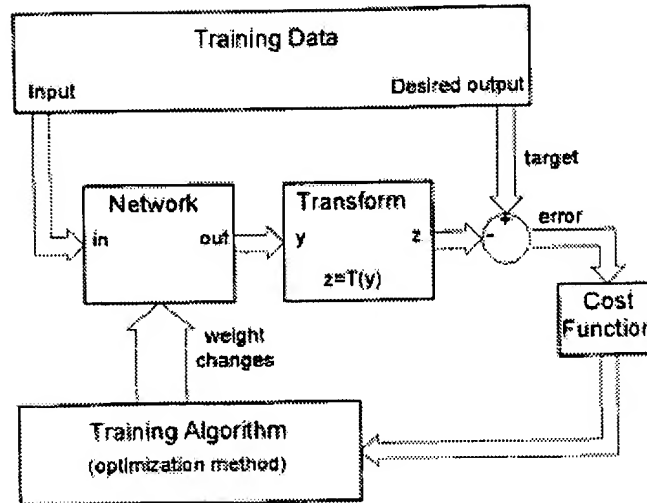 Training Data
Input
Desired output
target
Network
in
out
Transform
y
z
z=T(y)
+
-
error
Cost
Function
weight
changes
Training Algorithm
(optimization method)